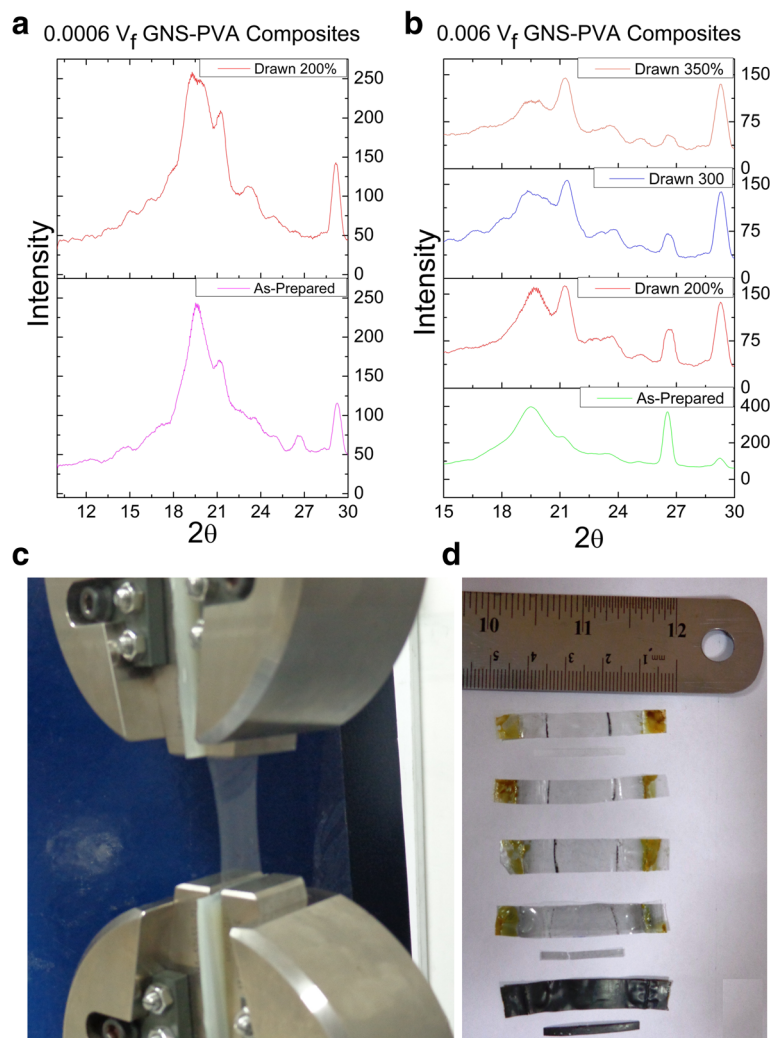 a 0.0006 Vf GNS-PVA Composites
Drawn 200%
250
200
150
100
50
0
As-Prepared
250
200
150
100
50
0
Intensity
12 15 18 21 24 27 30
2θ
b 0.006 Vf GNS-PVA Composites
Drawn 350%
150
75
0
Drawn 300
150
75
0
Drawn 200%
150
75
0
As-Prepared
400
200
0
Intensity
15 18 21 24 27 30
2θ
c
d
10 11 12
5 4 3 2 1 mm